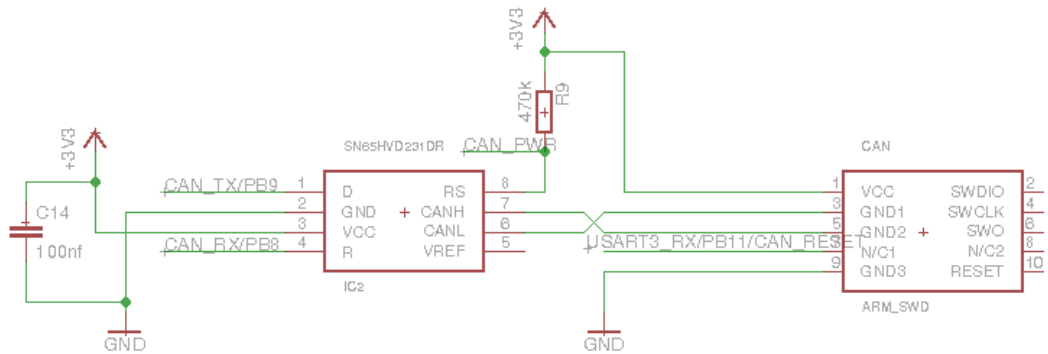 +3V3
470k
R9
SN65HVD231DR
CAN_PWR
CAN
+3V3
CAN_TX/PB9
1
D
RS
8
2
GND
CANH
7
3
VCC
CANL
6
CAN_RX/PB8
4
R
VREF
5
C14
100nf
IC2
1
VCC
SWDIO
2
3
GND1
SWCLK
4
5
GND2
SWO
6
USART3_RX/PB11/CAN_RESET
N/C1
N/C2
8
9
GND3
RESET
10
ARM_SWD
GND
GND